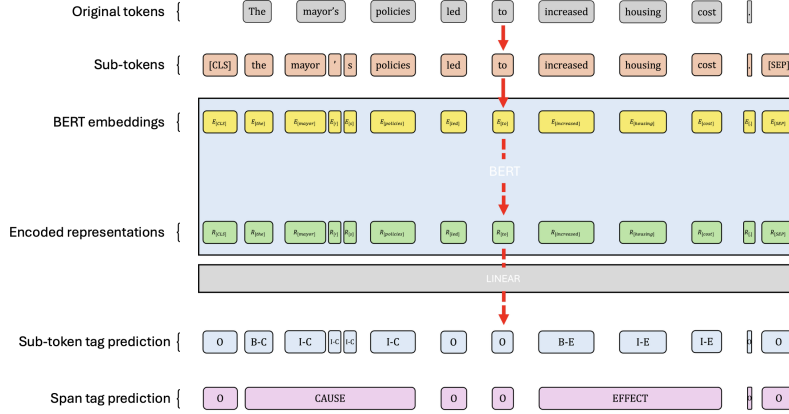 Original tokens { The mayor's policies led to increased housing cost .
Sub-tokens { [CLS] the mayor ' s policies led to increased housing cost . [SEP]
BERT embeddings { E[CLS] E[the] E[mayor] E['] E[s] E[policies] E[led] E[to] E[increased] E[housing] E[cost] E[.] E[SEP]
BERT
Encoded representations { R[CLS] R[the] R[mayor] R['] R[s] R[policies] R[led] R[to] R[increased] R[housing] R[cost] R[.] R[SEP]
LINEAR
Sub-token tag prediction { O B-C I-C I-C I-C I-C O O B-E I-E I-E O O
Span tag prediction { O CAUSE O O EFFECT O O